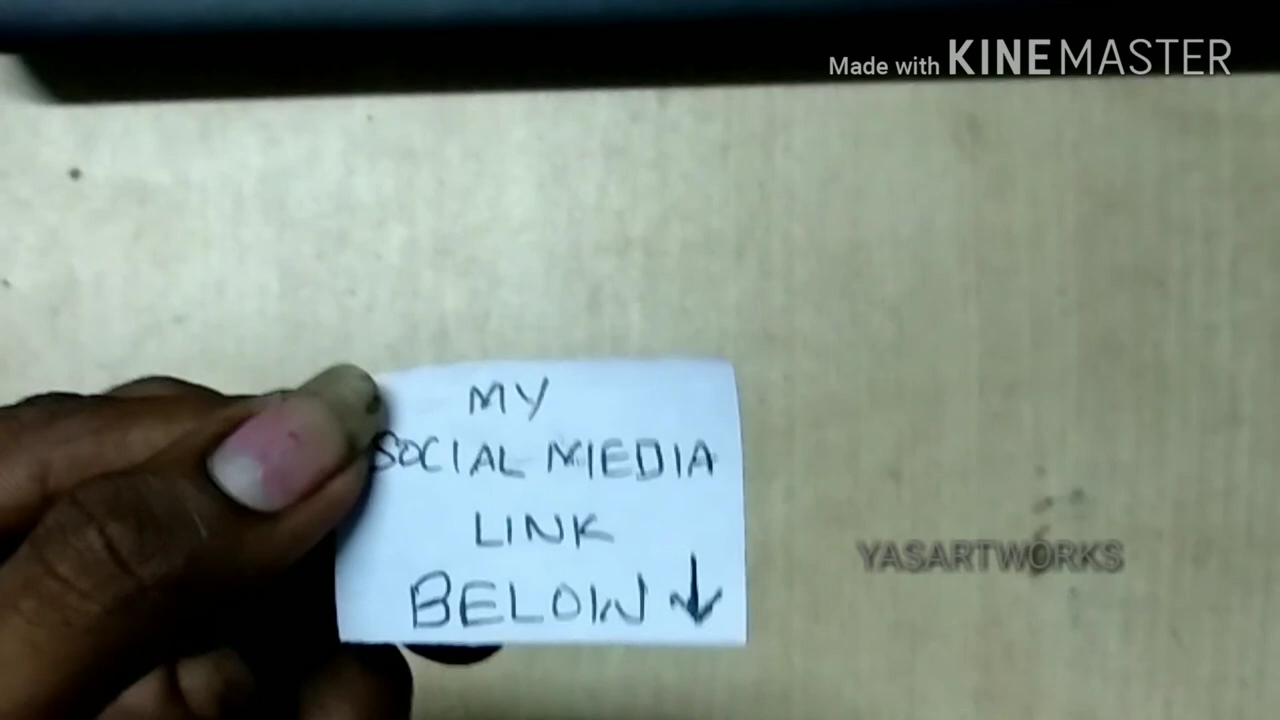 Made with KINEMASTER
MY
SOCIAL MEDIA
LINK
BELOW ↓
YASARTWORKS